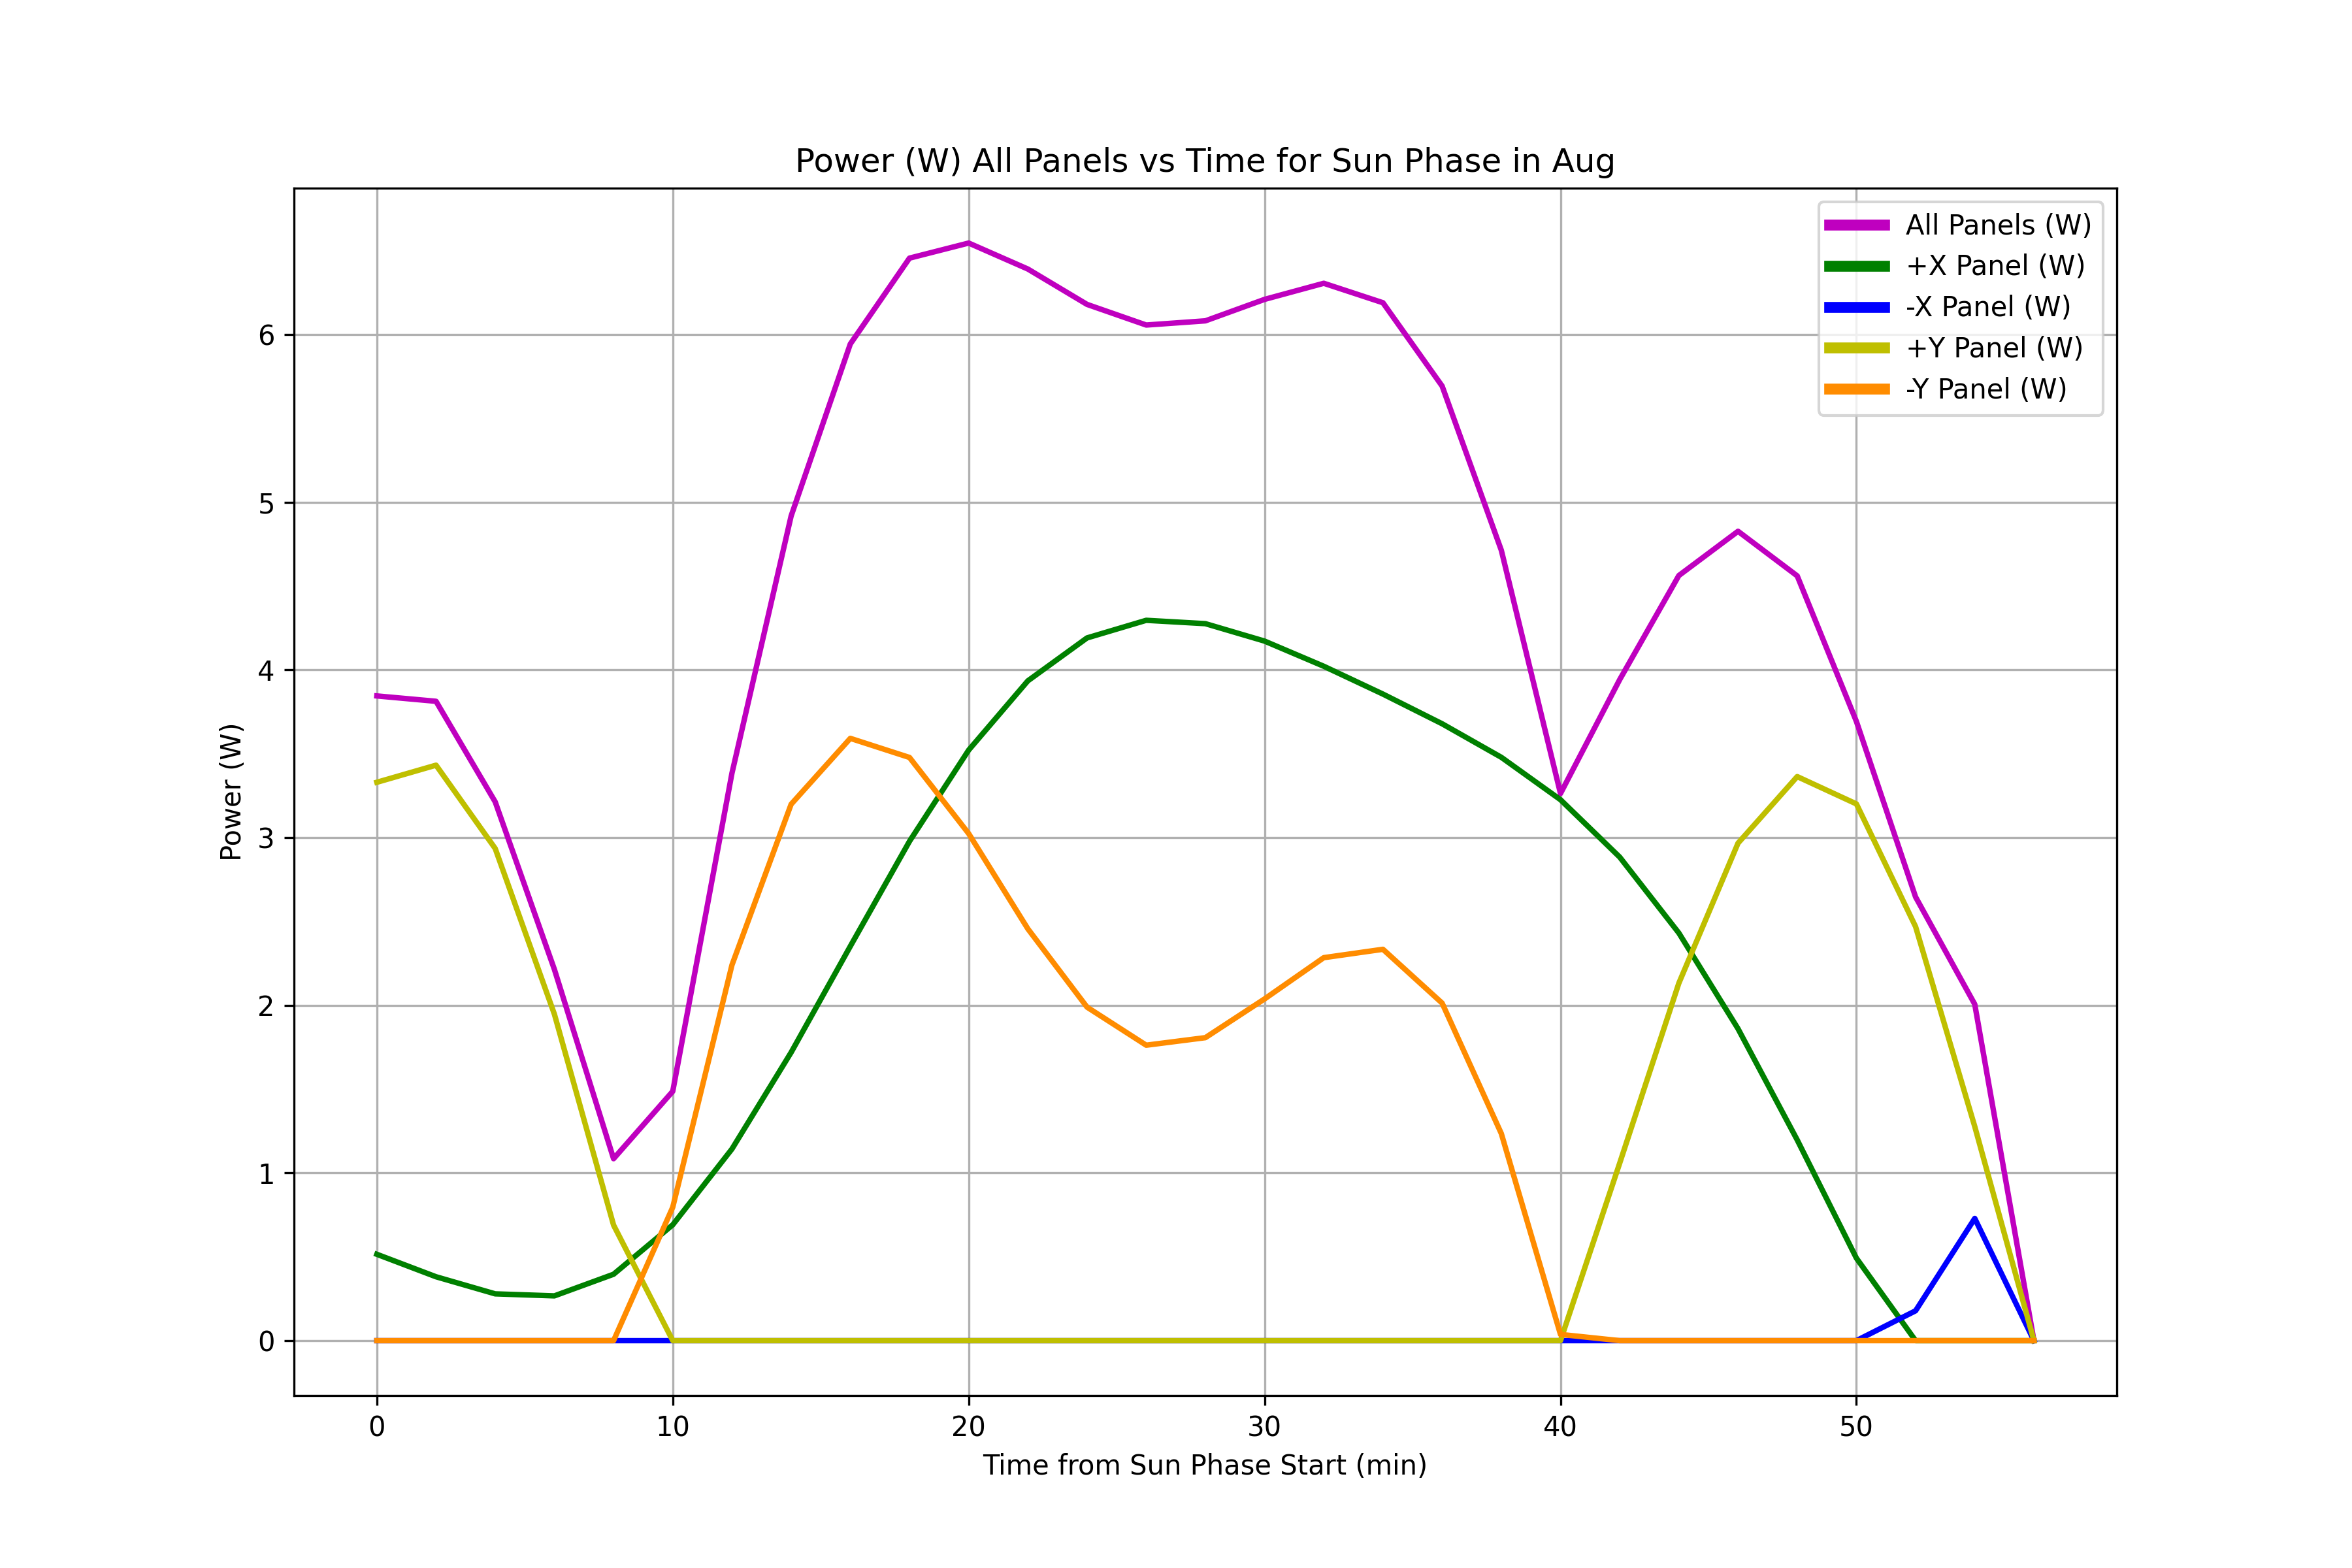 Power (W) All Panels vs Time for Sun Phase in Aug
All Panels (W)
+X Panel (W)
-X Panel (W)
+Y Panel (W)
-Y Panel (W)
Power (W)
6
5
4
3
2
1
0
0 10 20 30 40 50
Time from Sun Phase Start (min)